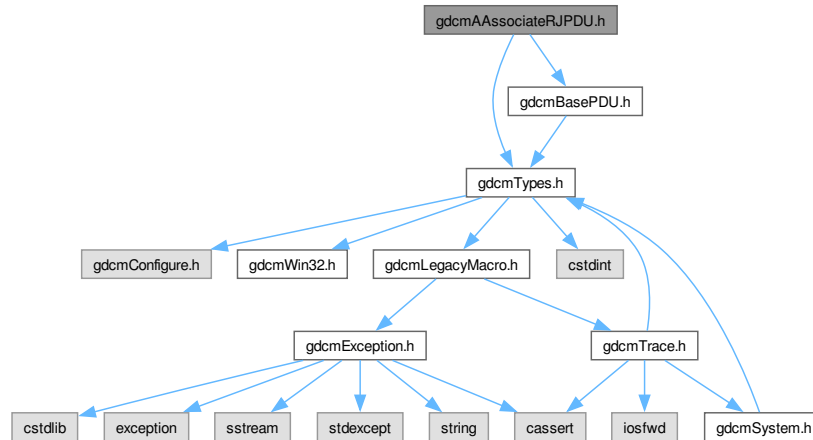 gdcmAAssociateRJPDU.h
gdcmBasePDU.h
gdcmTypes.h
gdcmConfigure.h
gdcmWin32.h
gdcmLegacyMacro.h
cstdint
gdcmException.h
gdcmTrace.h
cstdlib
exception
sstream
stdexcept
string
cassert
iosfwd
gdcmSystem.h